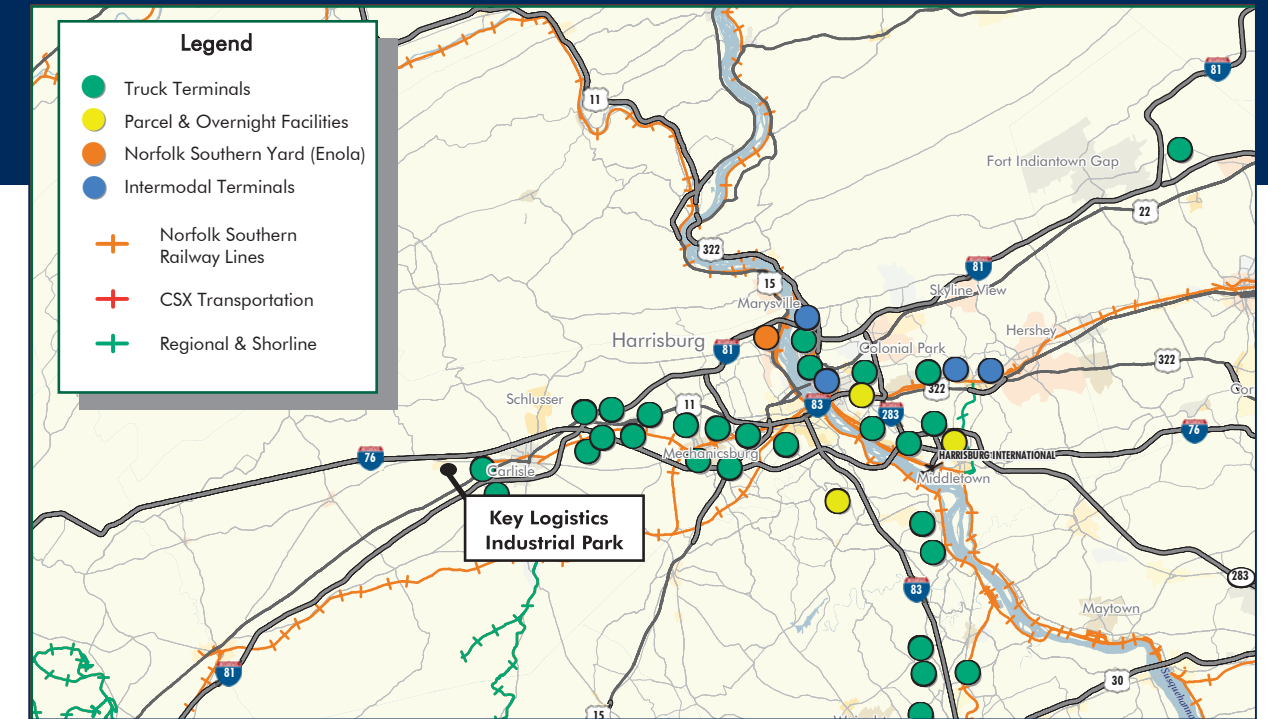 Legend
Truck Terminals
Parcel & Overnight Facilities
Norfolk Southern Yard (Enola)
Intermodal Terminals
Norfolk Southern
Railway Lines
CSX Transportation
Regional & Shorline
81
11
Fort Indiantown Gap
22
322
81
15
Skyline View
Marysville
Hershey
Harrisburg
81
Colonial Park
322
322
Schlusser
11
83
283
76
76
Mechanicsburg
HARRISBURG INTERNATIONAL
Carlisle
Middletown
Key Logistics
Industrial Park
283
83
Maytown
81
30
15